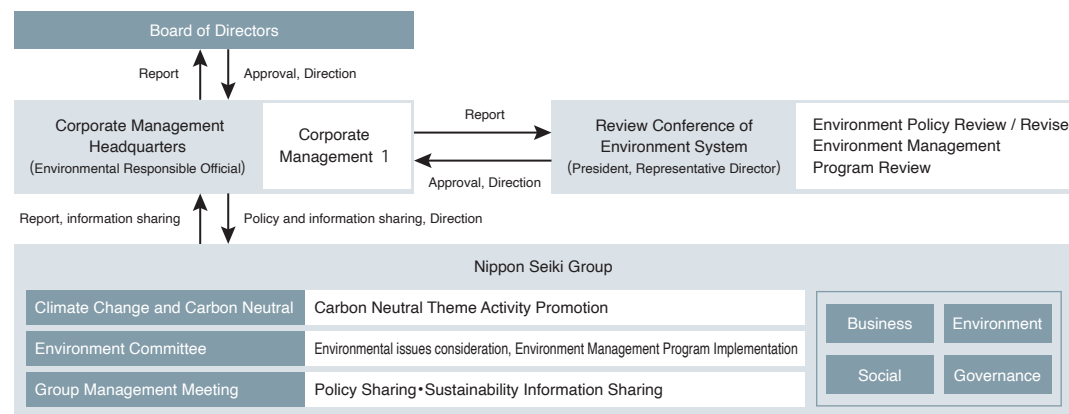 Board of Directors
Report
Approval, Direction
Corporate Management
Headquarters
(Environmental Responsible Official)
Corporate
Management 1
Report
Approval, Direction
Review Conference of
Environment System
(President, Representative Director)
Environment Policy Review / Revise
Environment Management
Program Review
Report, information sharing
Policy and information sharing, Direction
Nippon Seiki Group
Climate Change and Carbon Neutral
Carbon Neutral Theme Activity Promotion
Environment Committee
Environmental issues consideration, Environment Management Program Implementation
Group Management Meeting
Policy Sharing•Sustainability Information Sharing
Business
Environment
Social
Governance